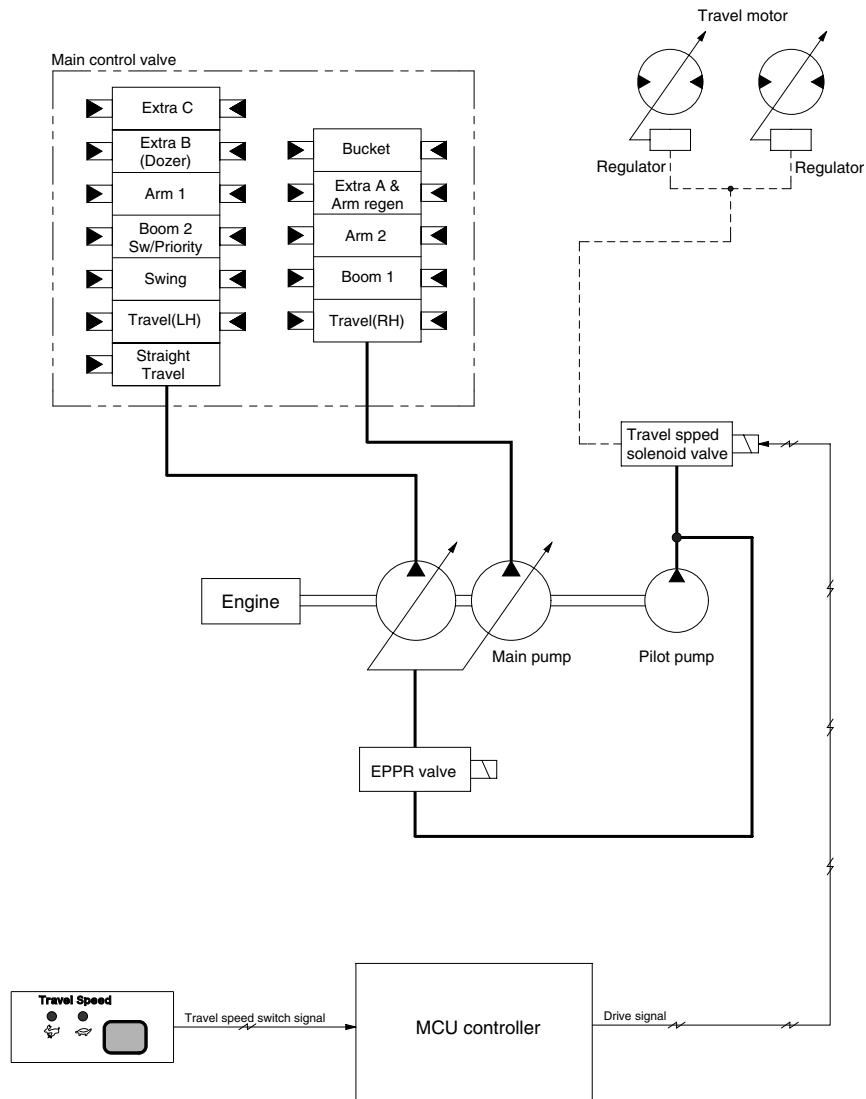 Travel motor
Main control valve
Extra C
Extra B
(Dozer)
Arm 1
Boom 2
Sw/Priority
Swing
Travel(LH)
Straight
Travel
Bucket
Extra A &
Arm regen
Arm 2
Boom 1
Travel(RH)
Regulator
Regulator
Travel spped
solenoid valve
Engine
Main pump
Pilot pump
EPPR valve
Travel Speed
Travel speed switch signal
MCU controller
Drive signal